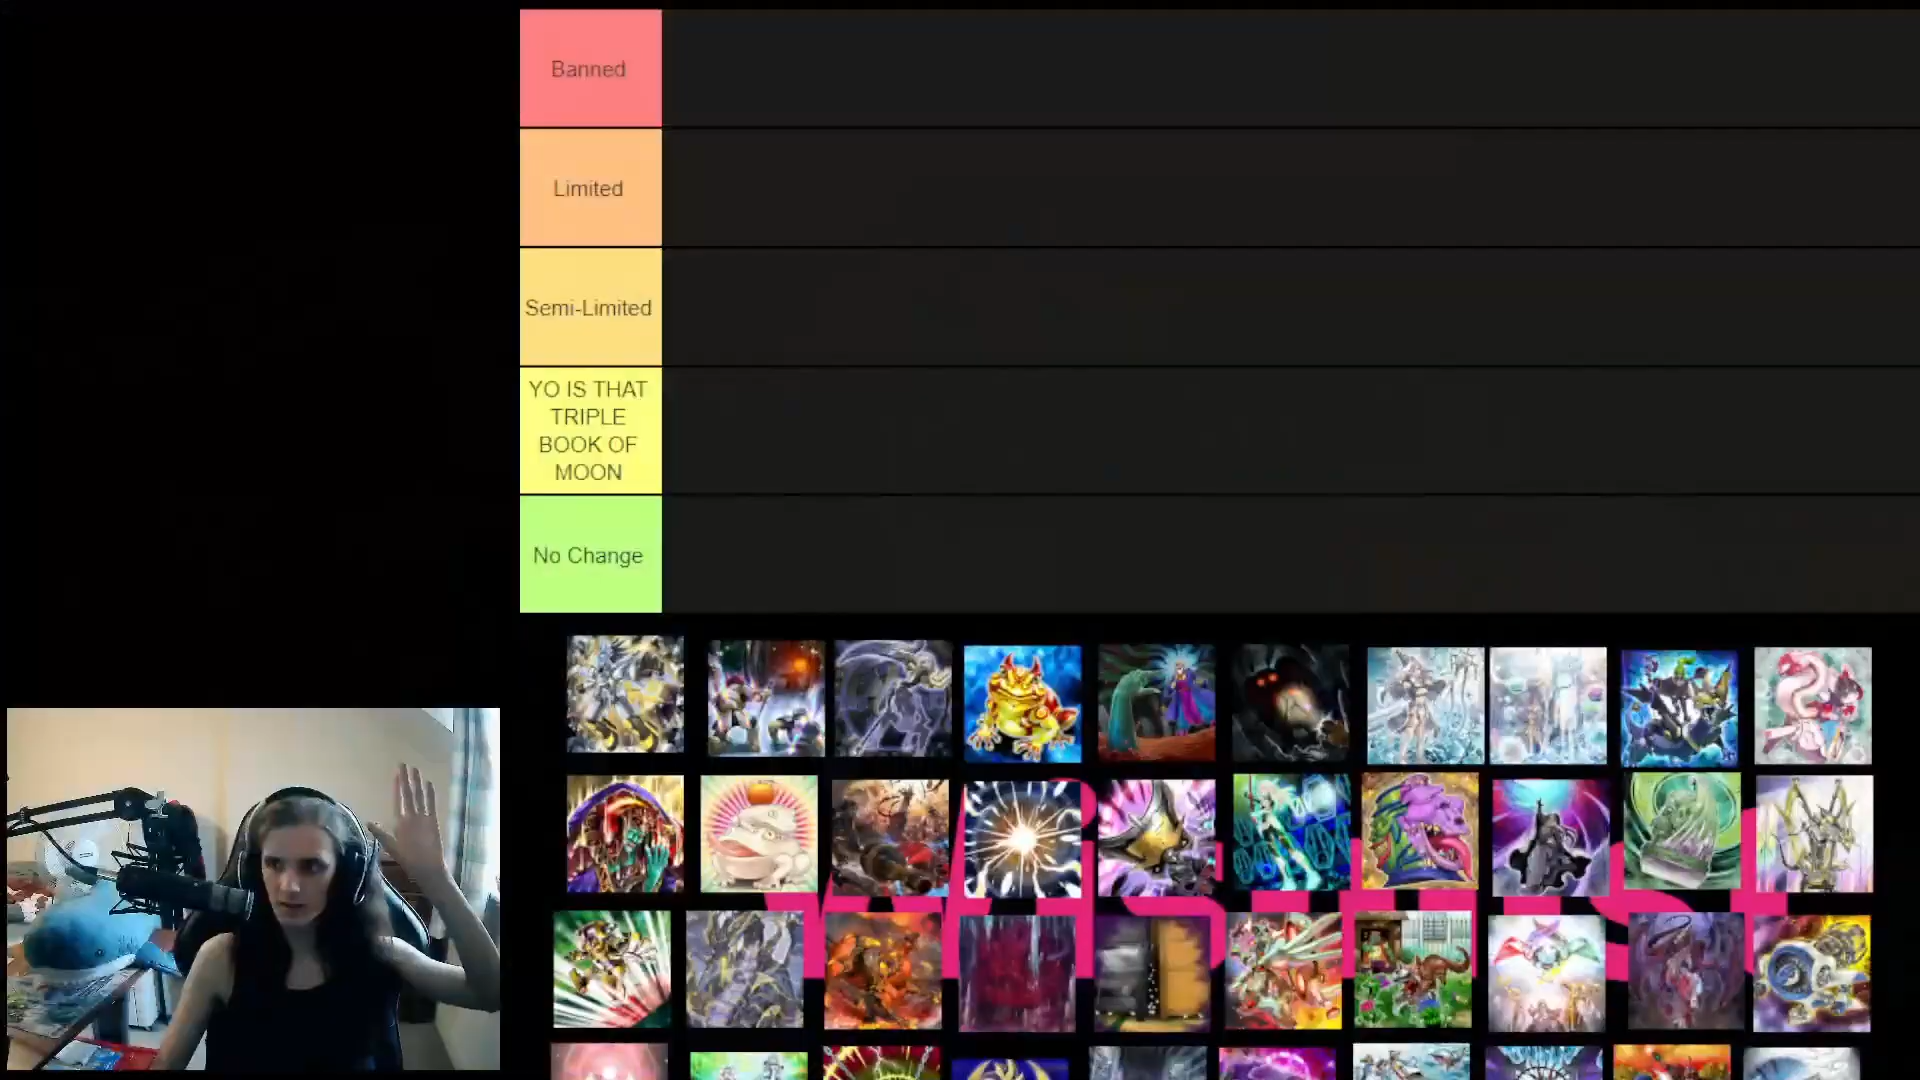 Banned
Limited
Semi-Limited
YO IS THAT
TRIPLE
BOOK OF
MOON
No Change